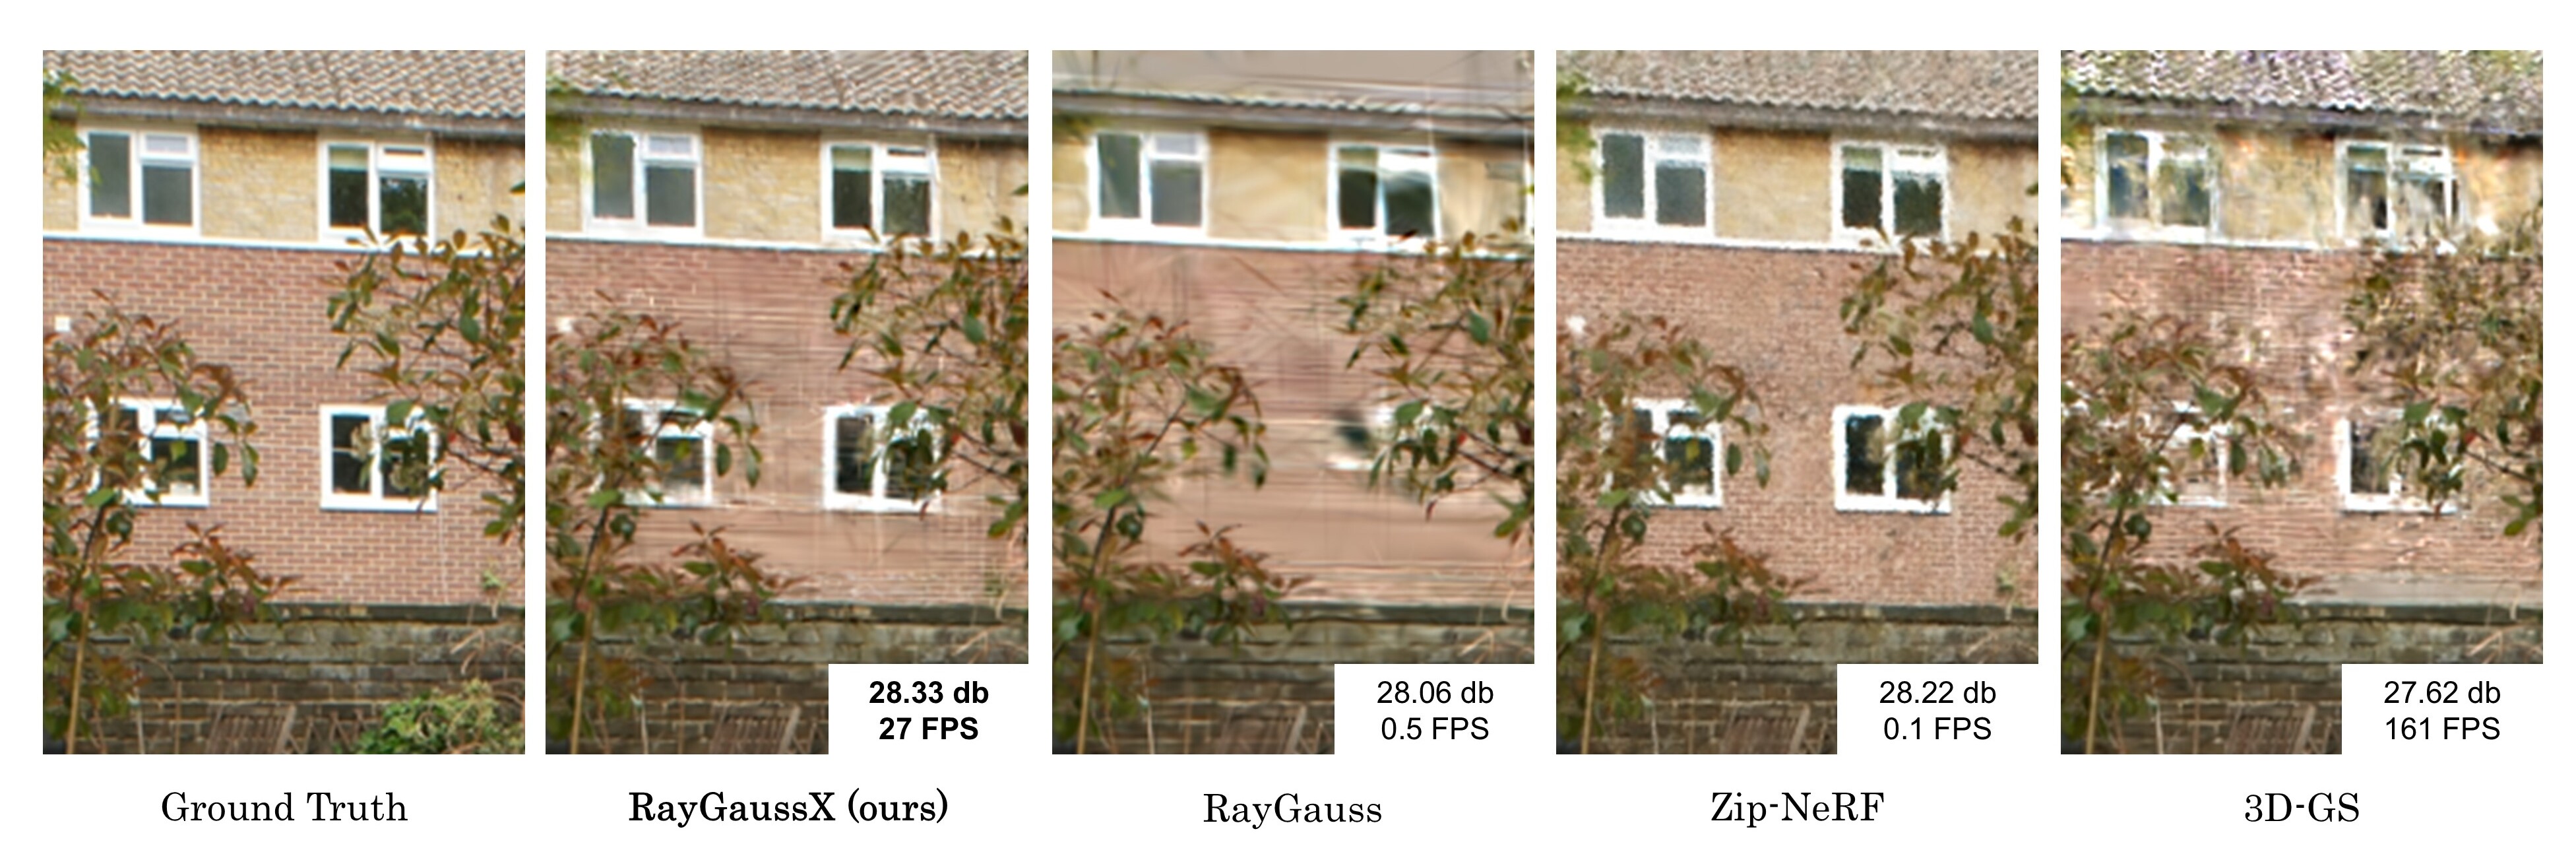 28.33 db
27 FPS
28.06 db
0.5 FPS
28.22 db
0.1 FPS
27.62 db
161 FPS
Ground Truth
RayGaussX (ours)
RayGauss
Zip-NeRF
3D-GS